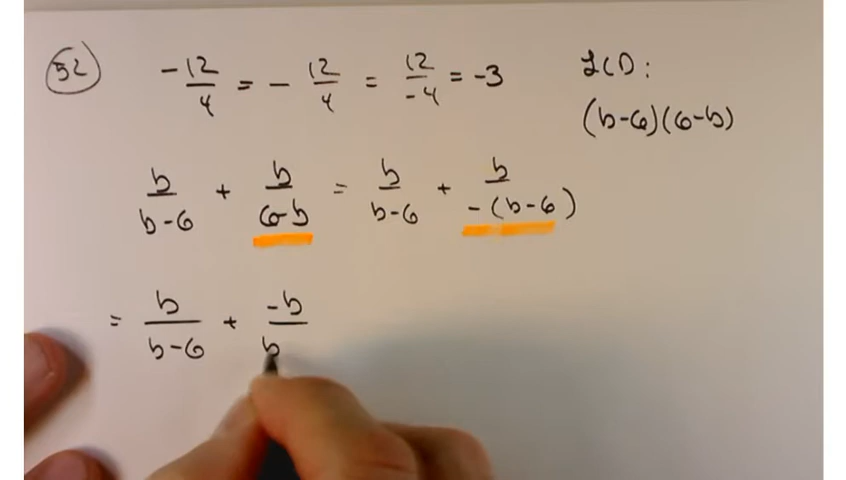 52
-12/4 = - 12/4 = 12/-4 = -3
LCD:
(b-6)(6-b)
b/b-6 + b/6-b = b/b-6 + b/-(b-6)
= b/b-6 + -b/b